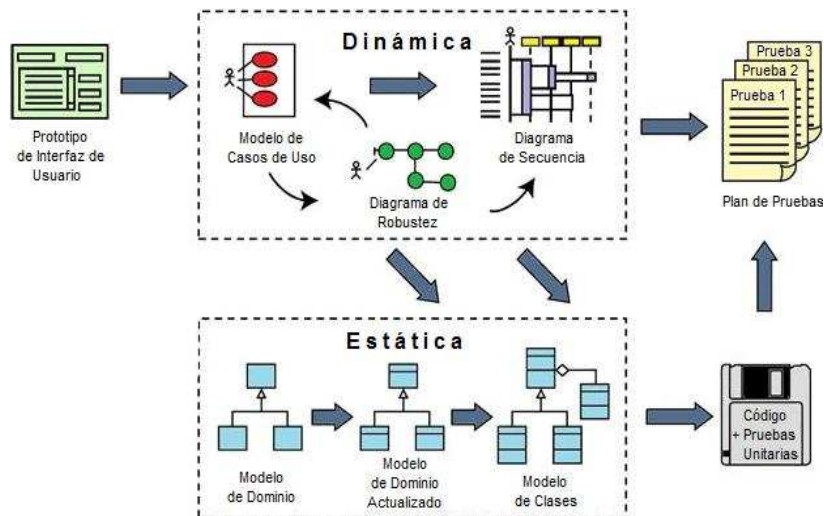 Dinámica
Prototipo
de Interfaz de
Usuario
Modelo de
Casos de Uso
Diagrama de
Robustez
Diagrama
de Secuencia
Prueba 3
Prueba 2
Prueba 1
Plan de Pruebas
Estática
Modelo
de Dominio
Modelo
de Dominio
Actualizado
Modelo
de Clases
Código
+ Pruebas
Unitarias